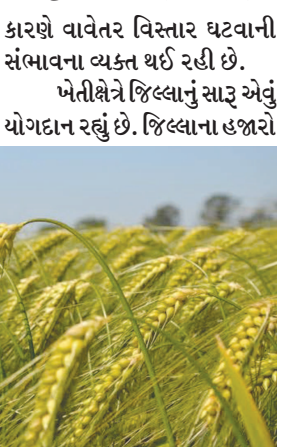 કારણે વાવેતર વિસ્તાર ઘટવાની
સંભાવના વ્યક્ત થઈ રહી છે.
ખેતીક્ષેત્રે જિલ્લાનું સારૂ એવું
યોગદાન રહ્યું છે. જિલ્લાના હજારો